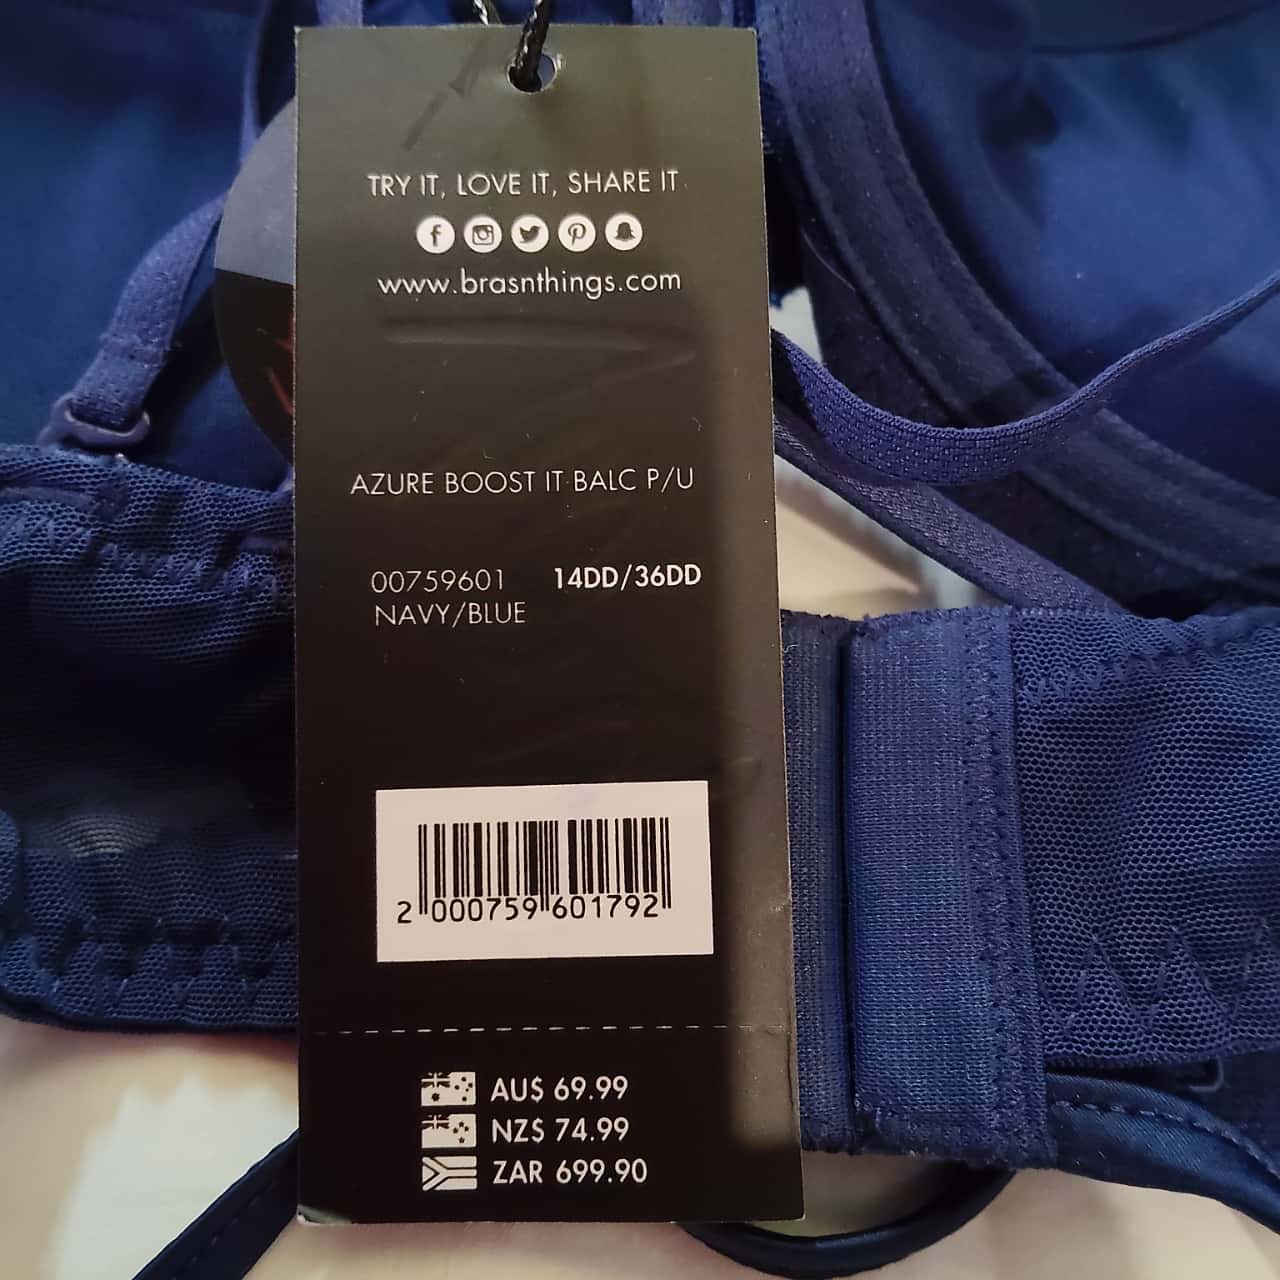 TRY IT, LOVE IT, SHARE IT
www.brasnthings.com
AZURE BOOST IT BALC P/U
00759601 14DD/36DD
NAVY/BLUE
2 000759 601792
AU$ 69.99
NZ$ 74.99
ZAR 699.90